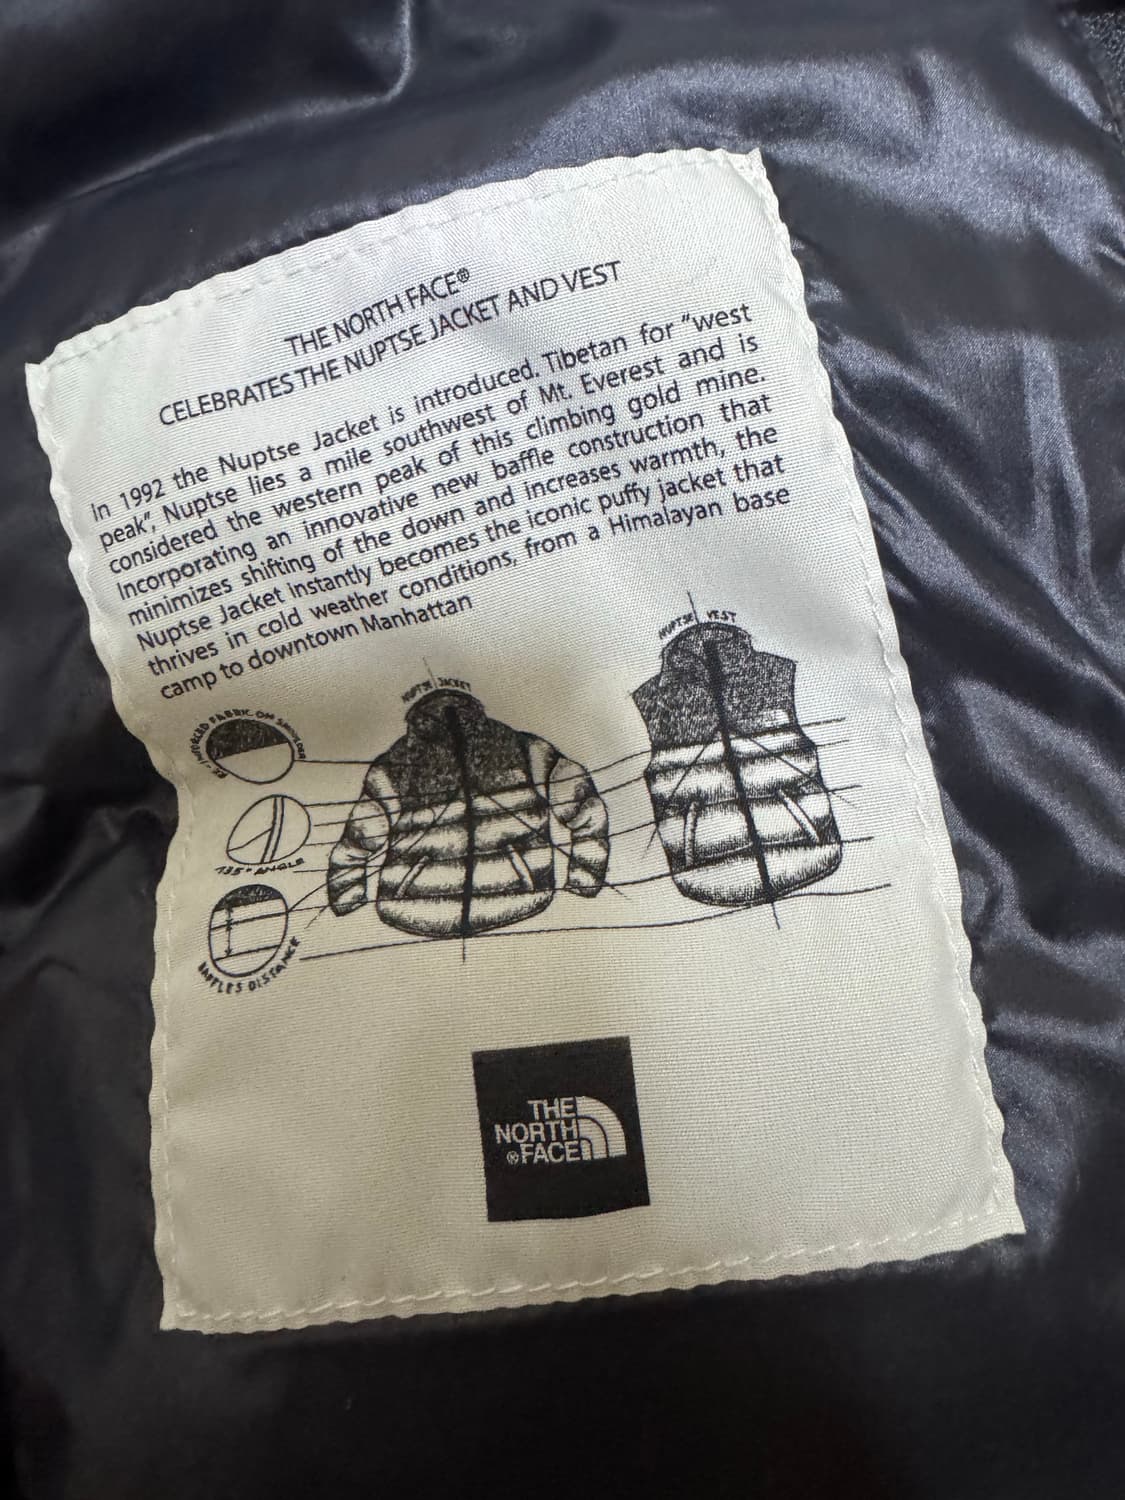 THE NORTH FACE®
CELEBRATES THE NUPTSE JACKET AND VEST
In 1992 the Nuptse Jacket is introduced. Tibetan for "west
peak", Nuptse lies a mile southwest of Mt. Everest and is
considered the western peak of this climbing gold mine.
Incorporating an innovative new baffle construction that
minimizes shifting of the down and increases warmth, the
Nuptse Jacket instantly becomes the iconic puffy jacket that
thrives in cold weather conditions, from a Himalayan base
camp to downtown Manhattan
NUPTSE VEST
NUPTSE JACKET
FABRIC ON SHOULDER
ANGLE
BAFFLES DISTANCE
THE
NORTH
®FACE